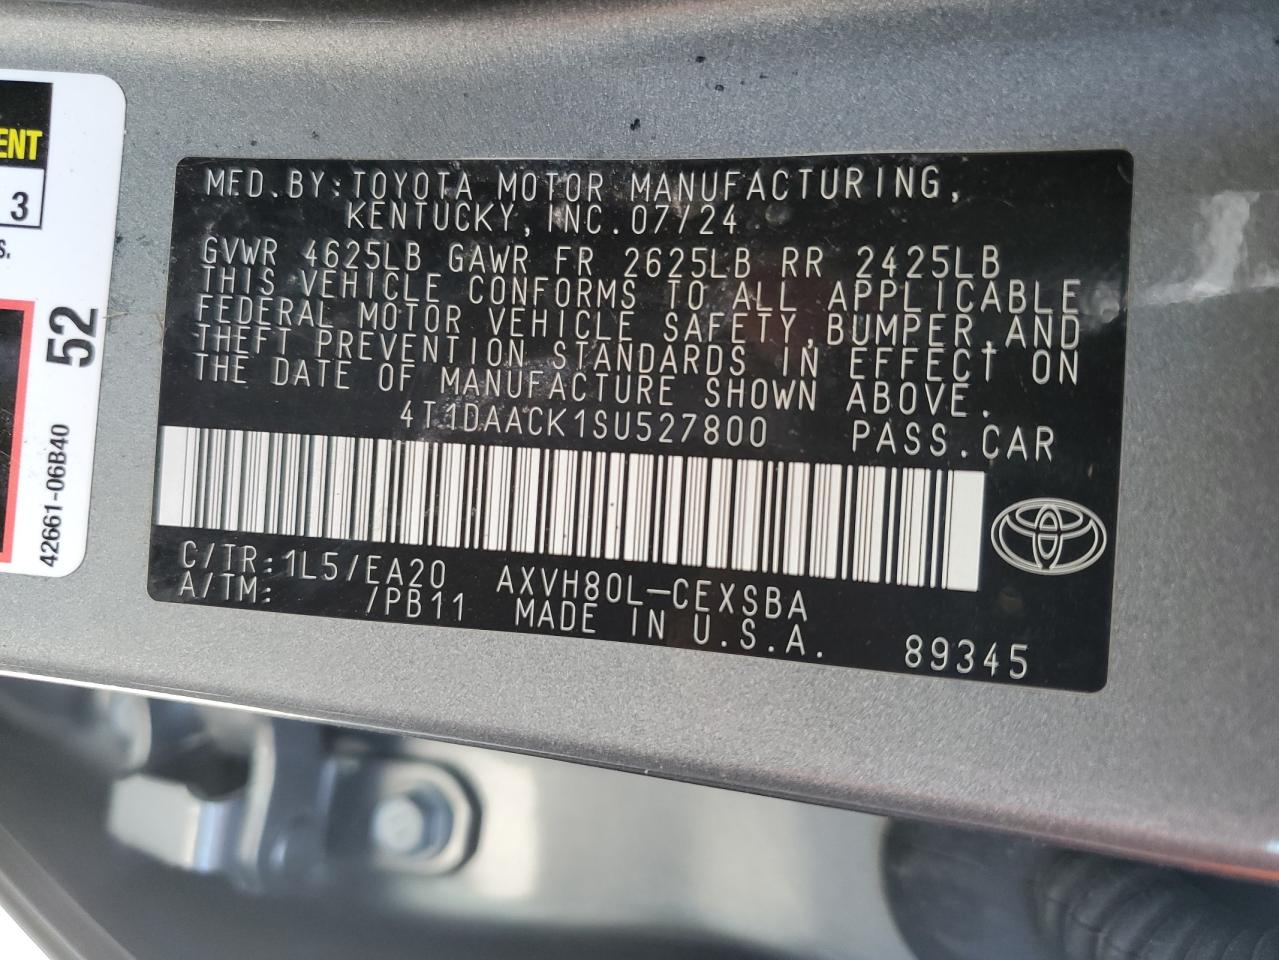 ENT
3
s.
52
42661-06B40
MFD.BY:TOYOTA MOTOR MANUFACTURING,
KENTUCKY, INC. 07/24
GVWR 4625LB GAWR FR 2625LB RR 2425LB
THIS VEHICLE CONFORMS TO ALL APPLICABLE
FEDERAL MOTOR VEHICLE SAFETY,BUMPER,AND
THEFT PREVENTION STANDARDS IN EFFECT ON
THE DATE OF MANUFACTURE SHOWN ABOVE.
4T1DAACK1SU527800 PASS.CAR
C/TR:1L5/EA20 AXVH80L-CEXSBA
A/TM: /PB11 MADE IN U.S.A. 89345